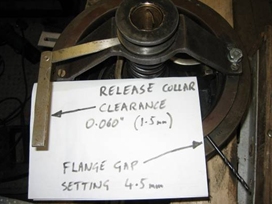 RELEASE COLLAR
CLEARANCE
0.060" (1.5mm)
FLANGE GAP
SETTING 4.5mm